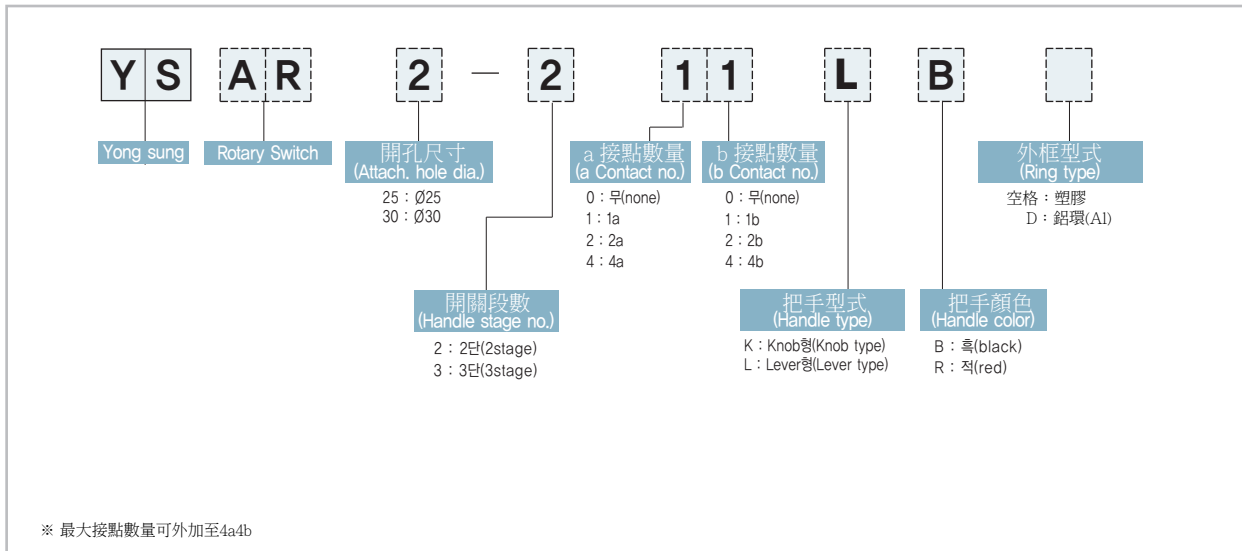 Y S A R 2 — 2 1 1 L B
Yong sung
Rotary Switch
開孔尺寸
(Attach. hole dia.)
25 : Ø25
30 : Ø30
a 接點數量
(a Contact no.)
0 : 무(none)
1 : 1a
2 : 2a
4 : 4a
b 接點數量
(b Contact no.)
0 : 무(none)
1 : 1b
2 : 2b
4 : 4b
外框型式
(Ring type)
空格：塑膠
D：鋁環(Al)
開關段數
(Handle stage no.)
2 : 2단(2stage)
3 : 3단(3stage)
把手型式
(Handle type)
K : Knob형(Knob type)
L : Lever형(Lever type)
把手顏色
(Handle color)
B : 흑(black)
R : 적(red)
※ 最大接點數量可外加至4a4b